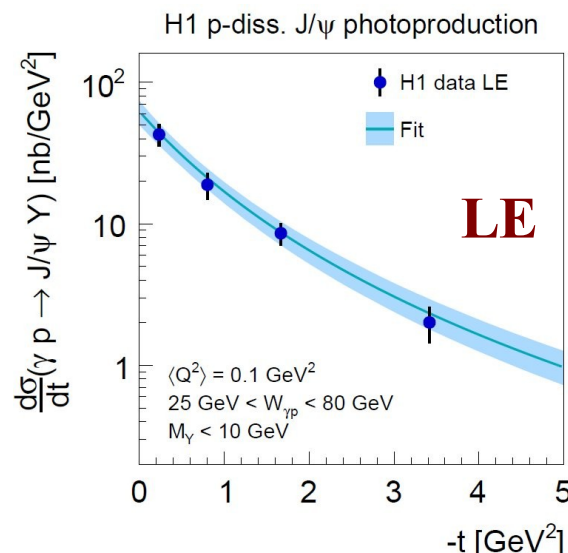 H1 p-diss. J/ψ photoproduction
dσ/dt(γ p → J/ψ Y) [nb/GeV²]
10²
10
1
H1 data LE
Fit
LE
⟨Q²⟩ = 0.1 GeV²
25 GeV < W_γp < 80 GeV
M_Y < 10 GeV
0 1 2 3 4 5
-t [GeV²]